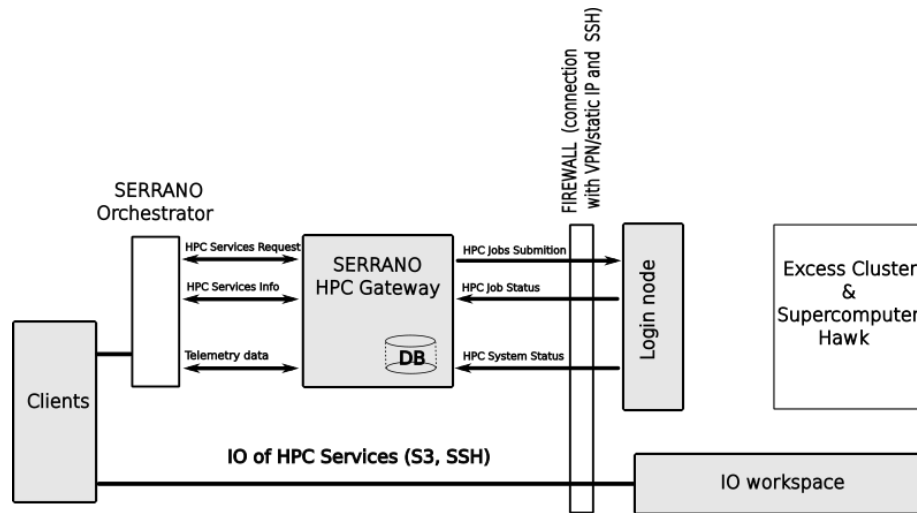 FIREWALL (connection
with VPN/static IP and SSH)
SERRANO
Orchestrator
HPC Services Request
HPC Services Info
Telemetry data
SERRANO
HPC Gateway
DB
HPC Jobs Submition
HPC Job Status
HPC System Status
Login node
Excess Cluster
&
Supercomputer
Hawk
Clients
IO of HPC Services (S3, SSH)
IO workspace